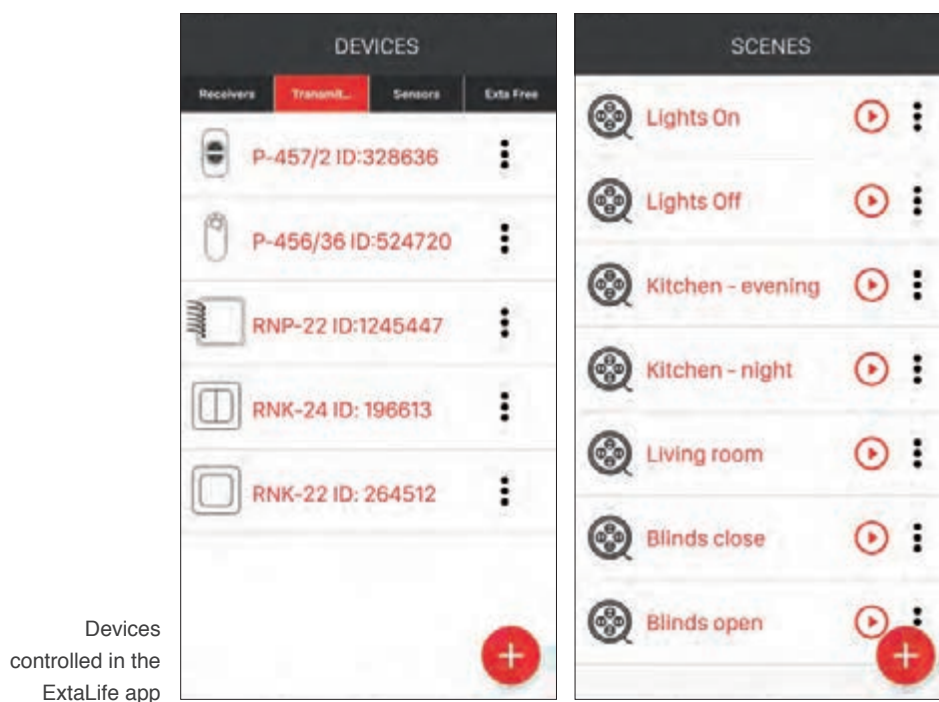 DEVICES
Receivers Transmit... Sensors Exta Free
P-457/2 ID:328636
P-456/36 ID:524720
RNP-22 ID:1245447
RNK-24 ID: 196613
RNK-22 ID: 264512
SCENES
Lights On
Lights Off
Kitchen - evening
Kitchen - night
Living room
Blinds close
Blinds open
Devices
controlled in the
ExtaLife app